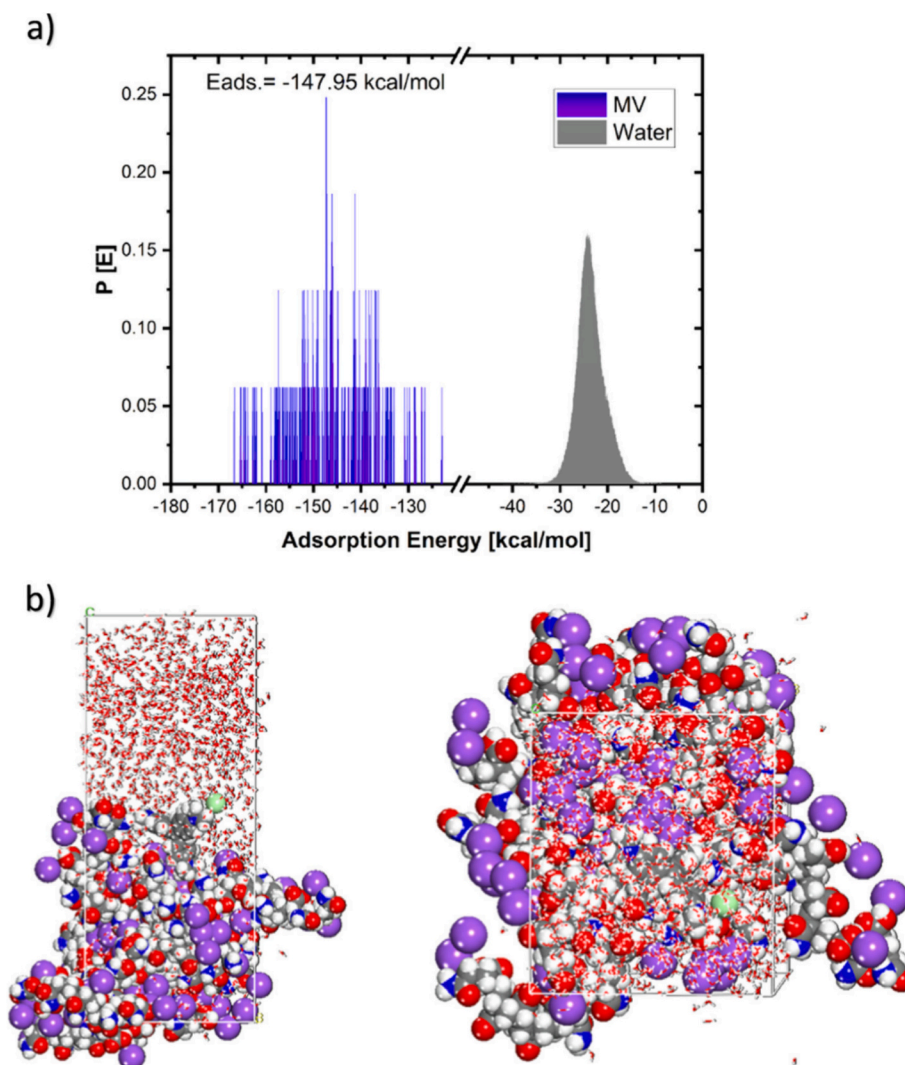 a)
Eads.= -147.95 kcal/mol
MV
Water
0.25
0.20
0.15
0.10
0.05
0.00
P [E]
-180 -170 -160 -150 -140 -130 -40 -30 -20 -10 0
Adsorption Energy [kcal/mol]
b)
C